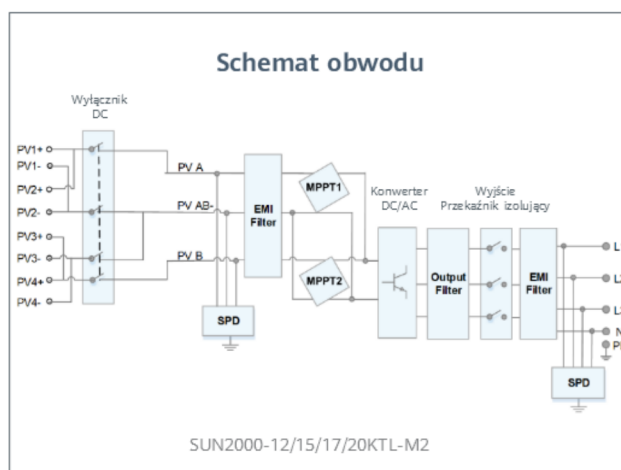 Schemat obwodu
Wyłącznik
DC
PV1+
PV1-
PV2+
PV2-
PV3+
PV3-
PV4+
PV4-
PV A
PV AB-
PV B
EMI
Filter
SPD
MPPT1
MPPT2
Konwerter
DC/AC
Output
Filter
Wyjście
Przekaźnik izolujący
EMI
Filter
SPD
L
N
SUN2000-12/15/17/20KTL-M2